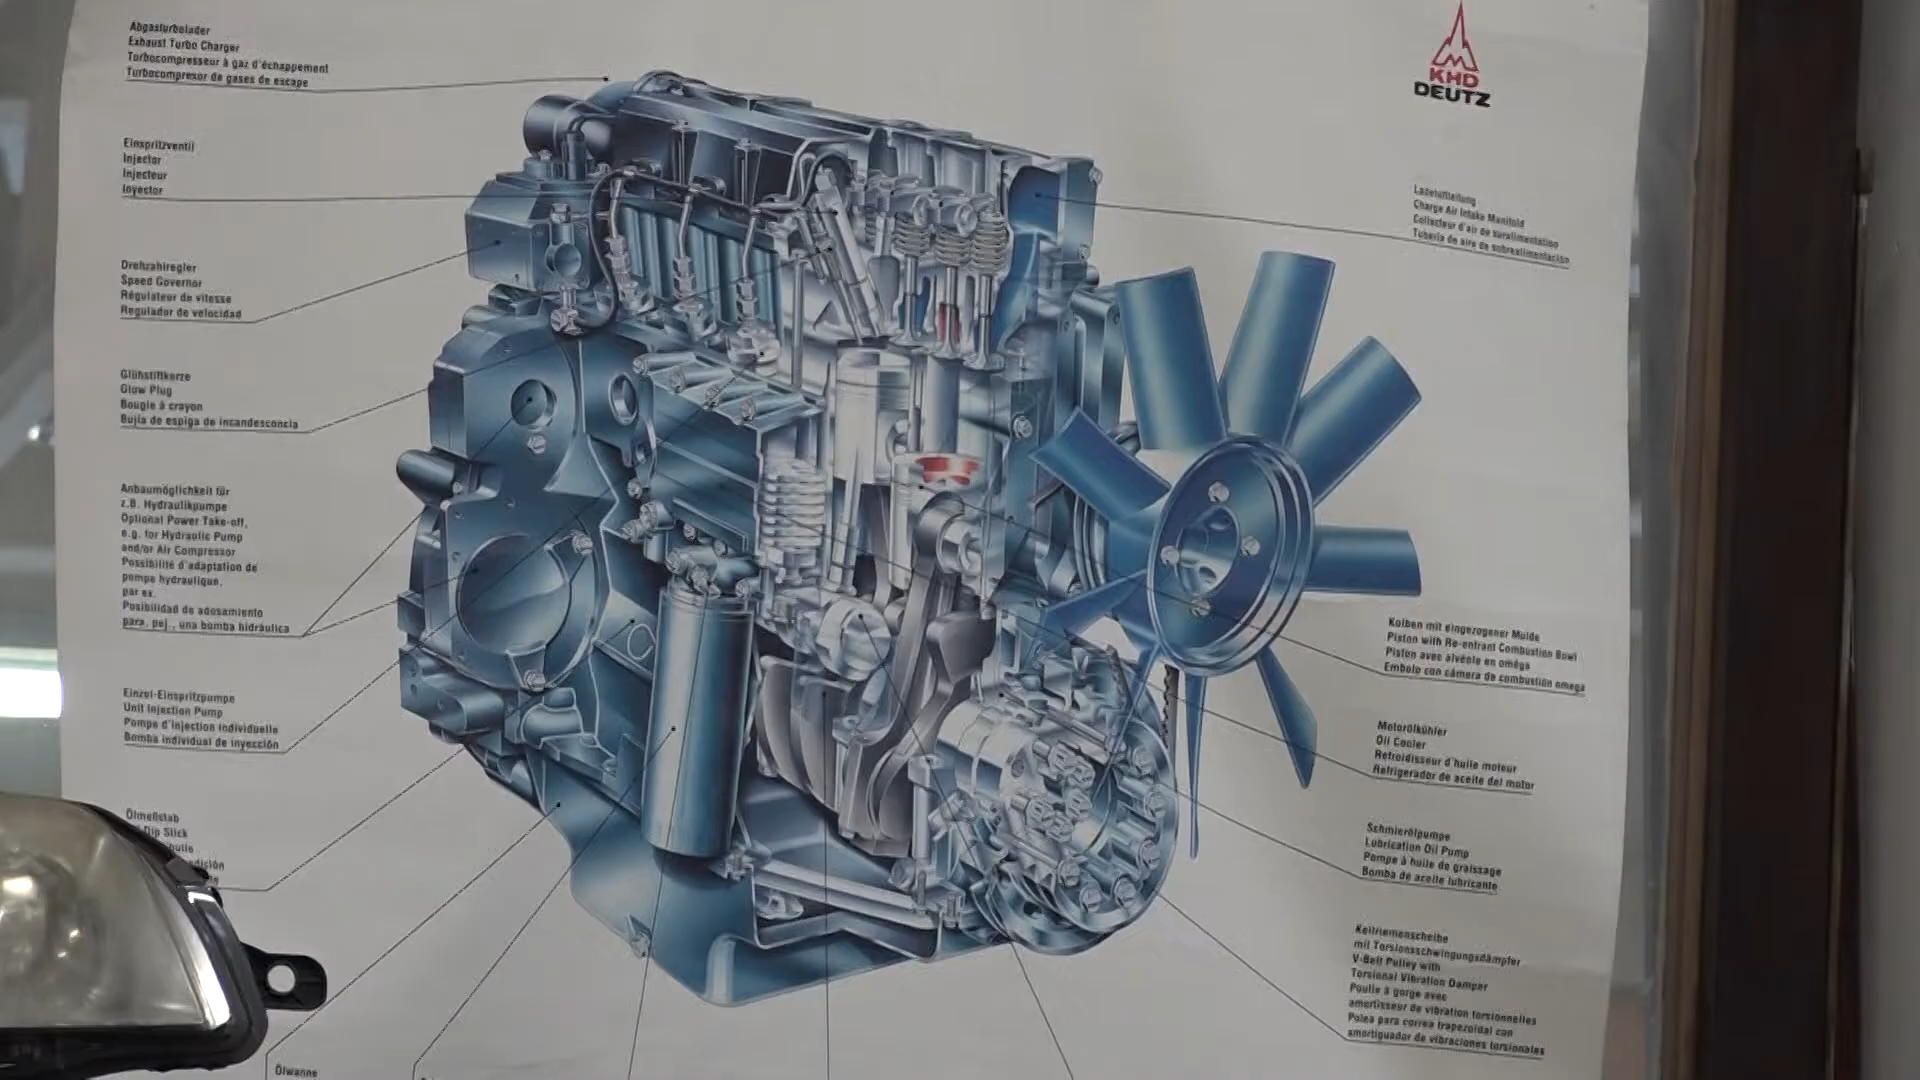 Abgasturbolader
Exhaust Turbo Charger
Turbocompresseur à gaz d'échappement
Turbocompresor de gases de escape
KHD
DEUTZ
Einspritzventil
Injector
Injecteur
Inyector
Ladeluftleitung
Charge Air Intake Manifold
Collecteur d'air de suralimentation
Tubería de aire de sobrealimentación
Drehzahlregler
Speed Governor
Régulateur de vitesse
Regulador de velocidad
Glühstiftkerze
Glow Plug
Bougie à crayon
Bujía de espiga de incandescencia
Anbaumöglichkeit für
z.B. Hydraulikpumpe
Optional Power Take-off,
e.g. for Hydraulic Pump
and/or Air Compressor
Possibilité d'adaptation de
pompe hydraulique,
par ex.
Posibilidad de adosamiento
para, pej., una bomba hidráulica
Kolben mit eingezogener Mulde
Piston with Re-entrant Combustion Bowl
Piston avec alvéole en oméga
Embolo con cámera de combustión omega
Einzel-Einspritzpumpe
Unit Injection Pump
Pompe d'injection individuelle
Bomba individual de inyección
Motorölkühler
Oil Cooler
Refroidisseur d'huile moteur
Refrigerador de aceite del motor
Ölmeßstab
Dip Stick
Schmierölpumpe
Lubrication Oil Pump
Pompe à huile de graissage
Bomba de aceite lubricante
Keilriemenscheibe
mit Torsionsschwingungsdämpfer
V-Belt Pulley with
Torsional Vibration Damper
Poulie à gorge avec
amortisseur de vibration torsionnelles
Polea para correa trapezoidal con
amortiguador de vibraciones torsionales
Ölwanne